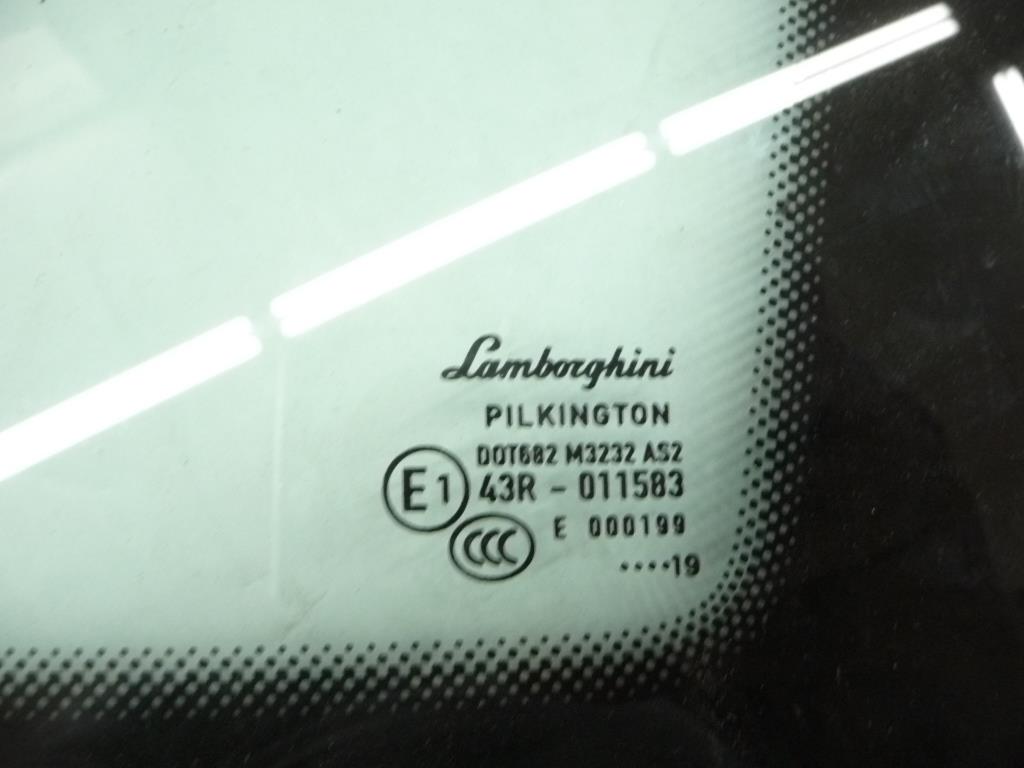 Lamborghini
PILKINGTON
DOT682 M3232 AS2
E1 43R - 011583
E 000199
CCC
....19